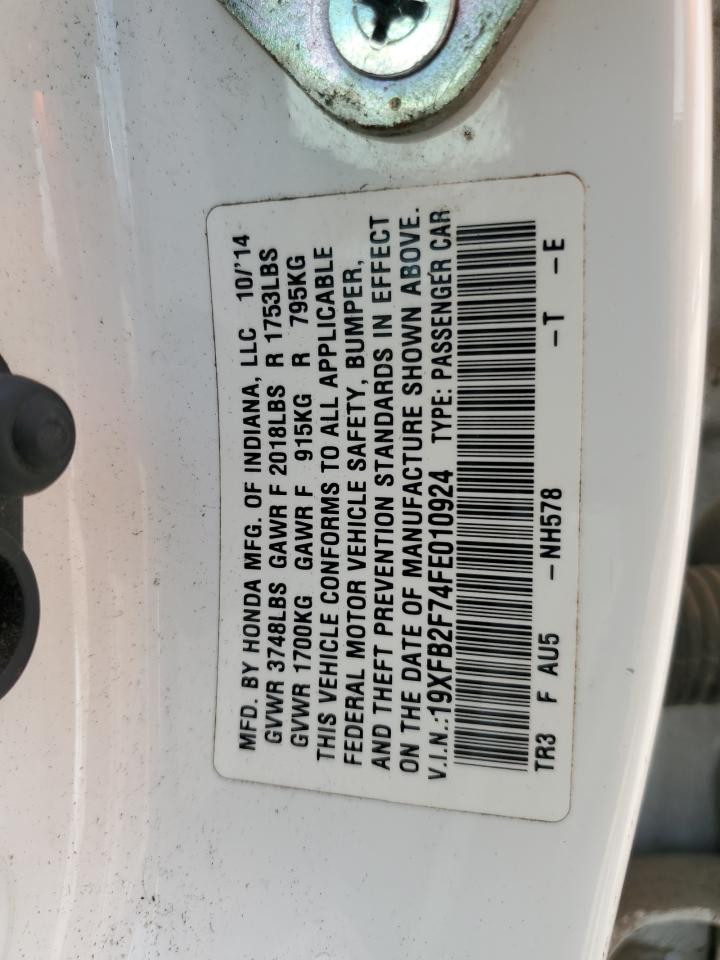 MFD. BY HONDA MFG. OF INDIANA, LLC 10/'14
GVWR 3748LBS GAWR F 2018LBS R 1753LBS
GVWR 1700KG GAWR F 915KG R 795KG
THIS VEHICLE CONFORMS TO ALL APPLICABLE
FEDERAL MOTOR VEHICLE SAFETY, BUMPER,
AND THEFT PREVENTION STANDARDS IN EFFECT
ON THE DATE OF MANUFACTURE SHOWN ABOVE.
V.I.N.:19XFB2F74FE010924 TYPE: PASSENGER CAR
TR3 F AU5 -NH578 -T -E